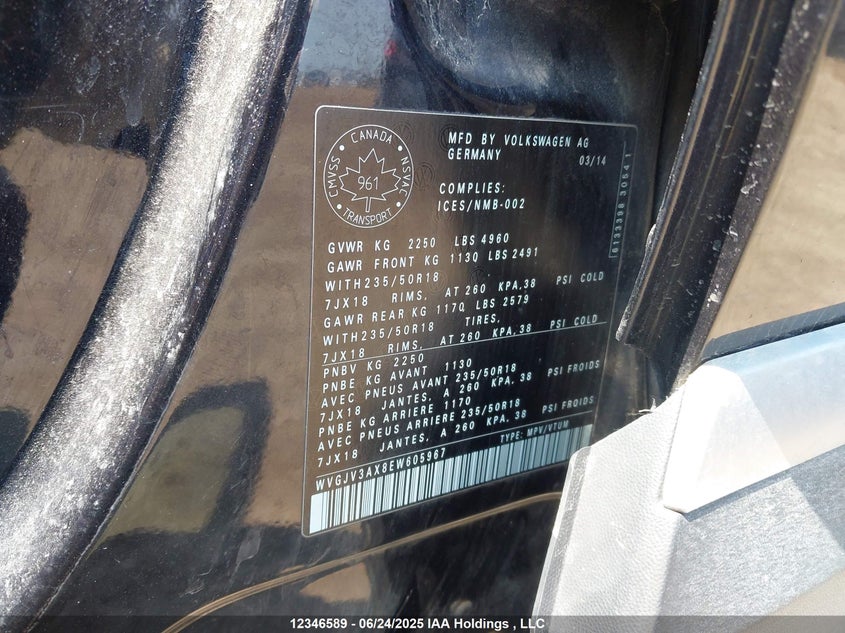 CANADA
CMVSS
NSVAC
961
TRANSPORT
MFD BY VOLKSWAGEN AG
GERMANY 03/14
COMPLIES:
ICES/NMB-002
6133398 30541
GVWR KG 2250 LBS 4960
GAWR FRONT KG 1130 LBS 2491
WITH235/50R18
7JX18 RIMS, AT 260 KPA,38 PSI COLD
GAWR REAR KG 1170 LBS 2579
WITH235/50R18 TIRES,
7JX18 RIMS, AT 260 KPA,38 PSI COLD
PNBV KG 2250
PNBE KG AVANT 1130
AVEC PNEUS AVANT 235/50R18
7JX18 JANTES, A 260 KPA, 38 PSI FROIDS
PNBE KG ARRIERE 1170
AVEC PNEUS ARRIERE 235/50R18
7JX18 JANTES, A 260 KPA, 38 PSI FROIDS
TYPE: MPV/VTUM
WVGJV3AX8EW605967
12346589 - 06/24/2025 IAA Holdings , LLC